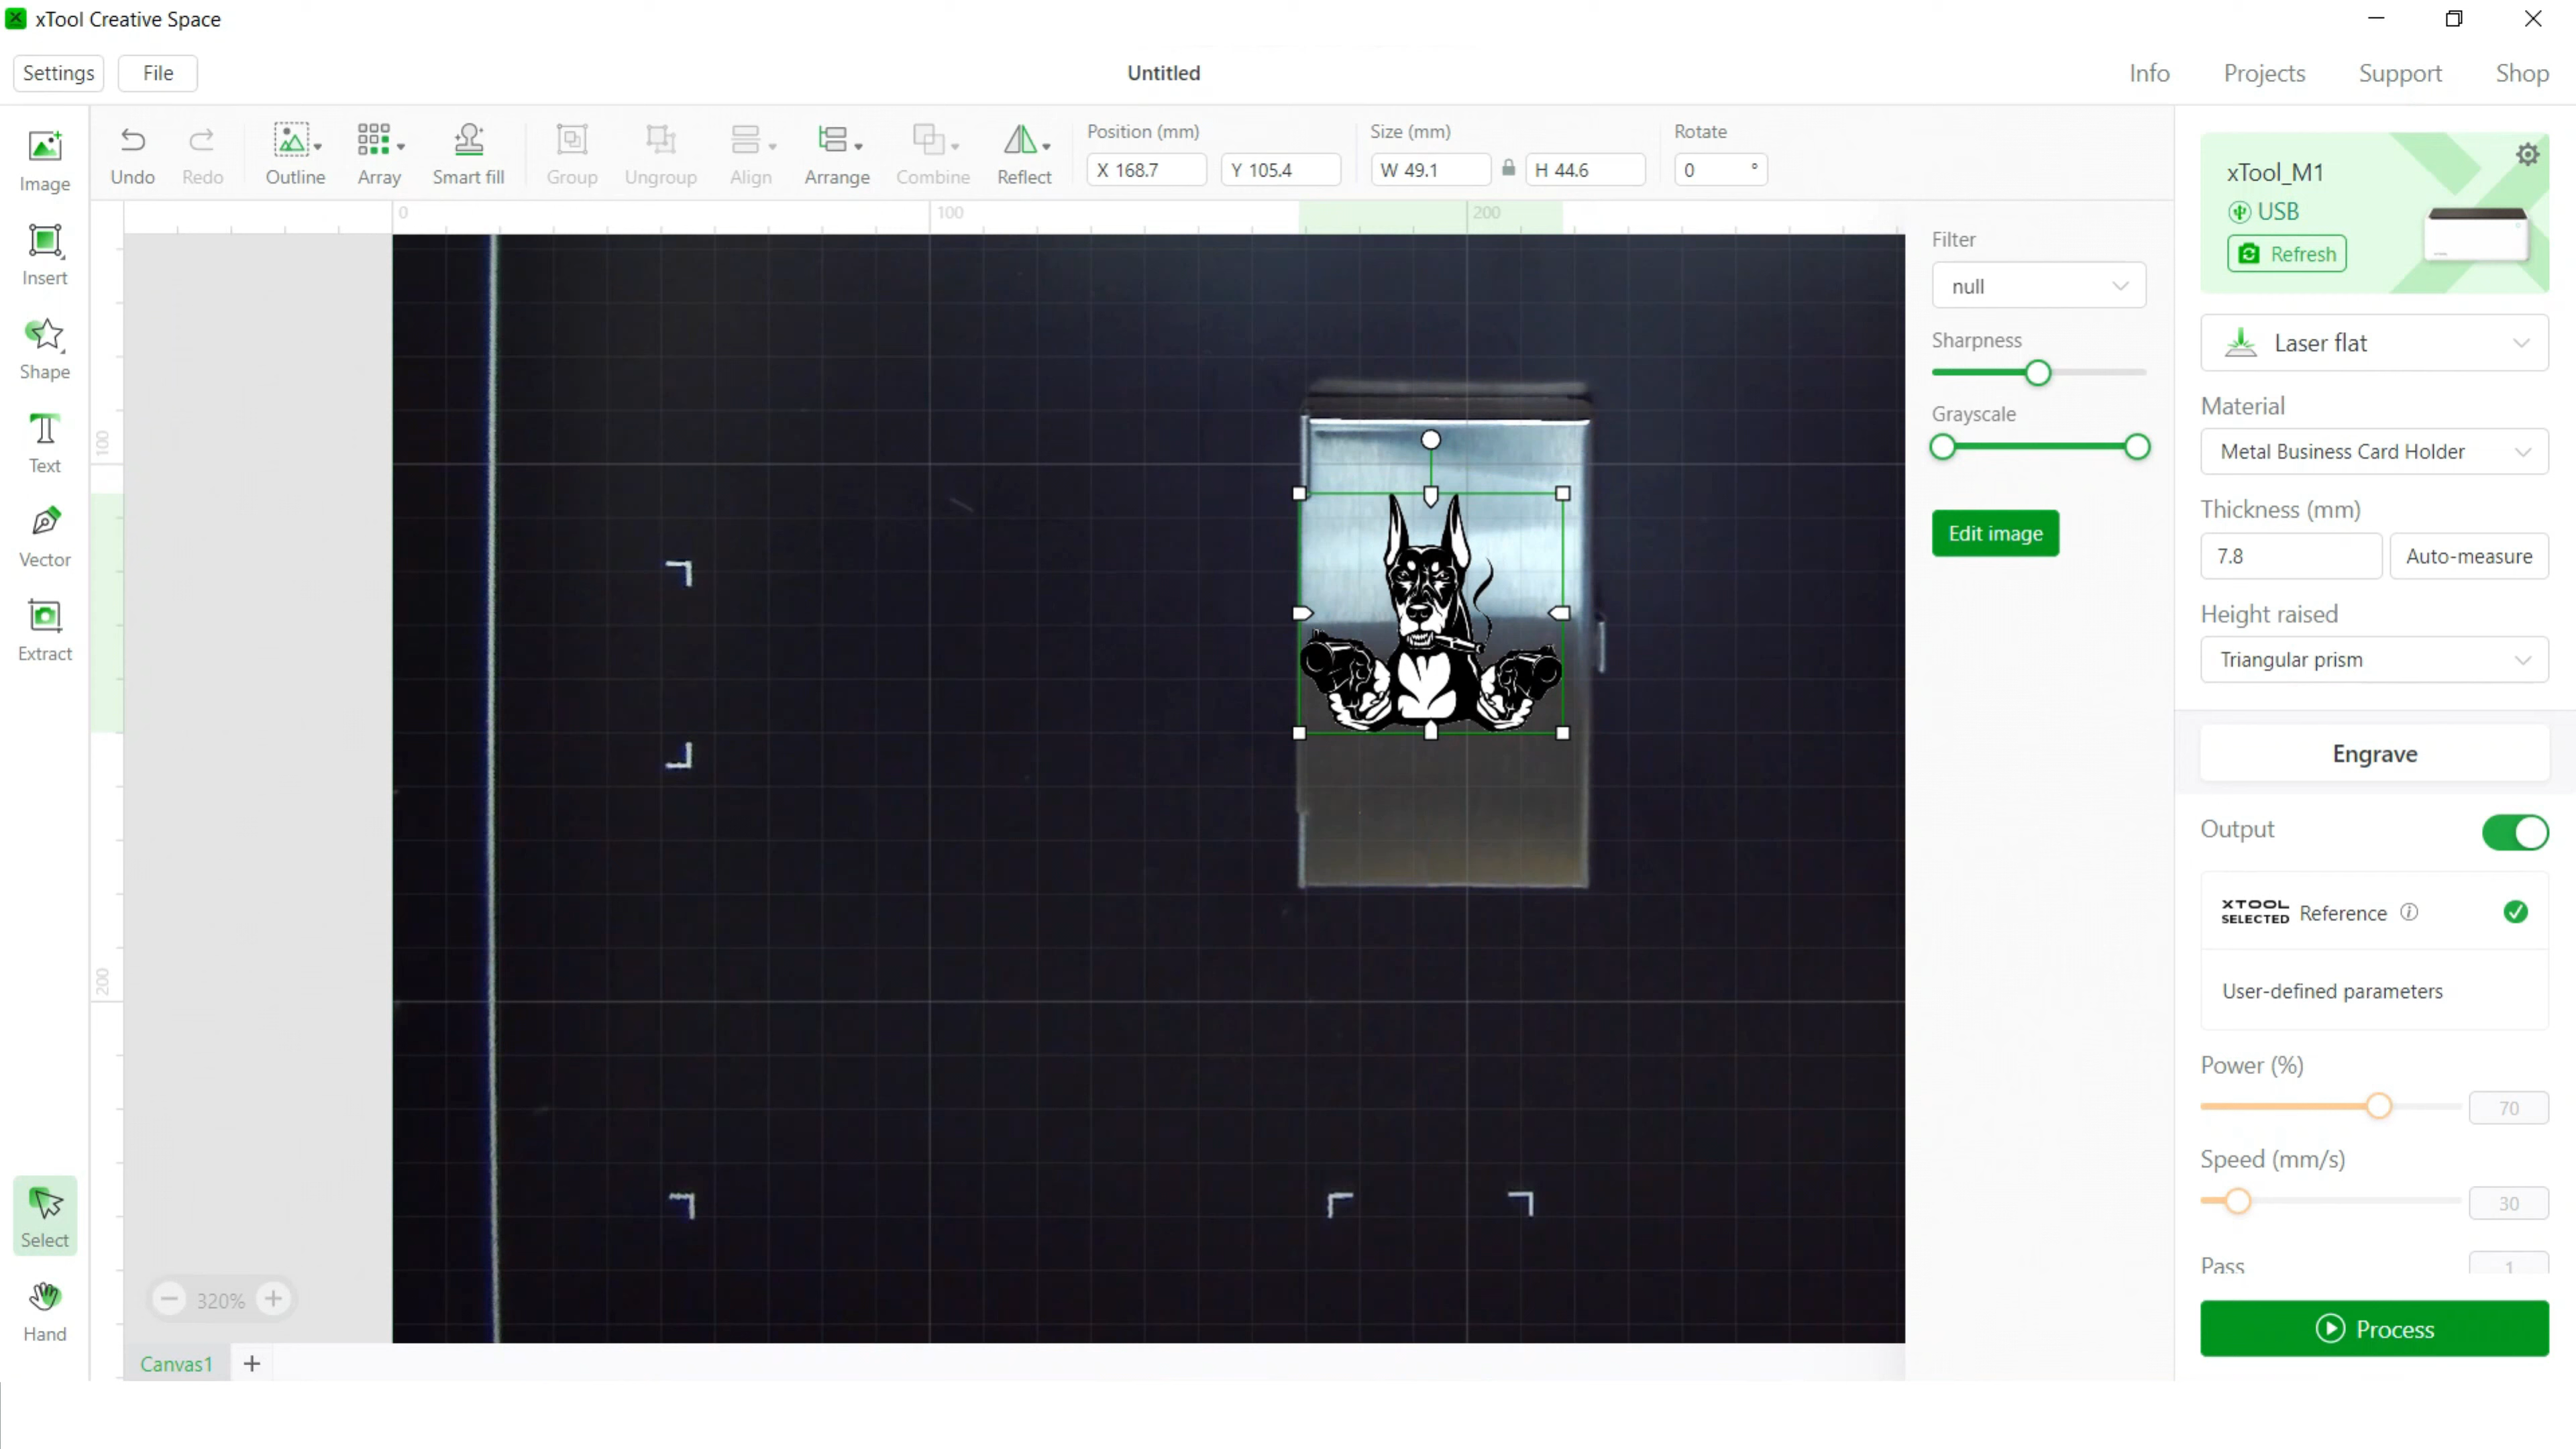 xTool Creative Space
Settings File Untitled Info Projects Support Shop
Image
Insert
Shape
Text
Vector
Extract
Select
Hand
Undo Redo Outline Array Smart fill Group Ungroup Align Arrange Combine Reflect
Position (mm) Size (mm) Rotate
X 168.7 Y 105.4 W 49.1 H 44.6 0 °
0 100 200
100
200
320%
Canvas1 +
Filter
null
Sharpness
Grayscale
Edit image
xTool_M1
USB
Refresh
Laser flat
Material
Metal Business Card Holder
Thickness (mm)
7.8 Auto-measure
Height raised
Triangular prism
Engrave
Output
XTOOL
SELECTED Reference
User-defined parameters
Power (%)
70
Speed (mm/s)
30
Pass 1
Process